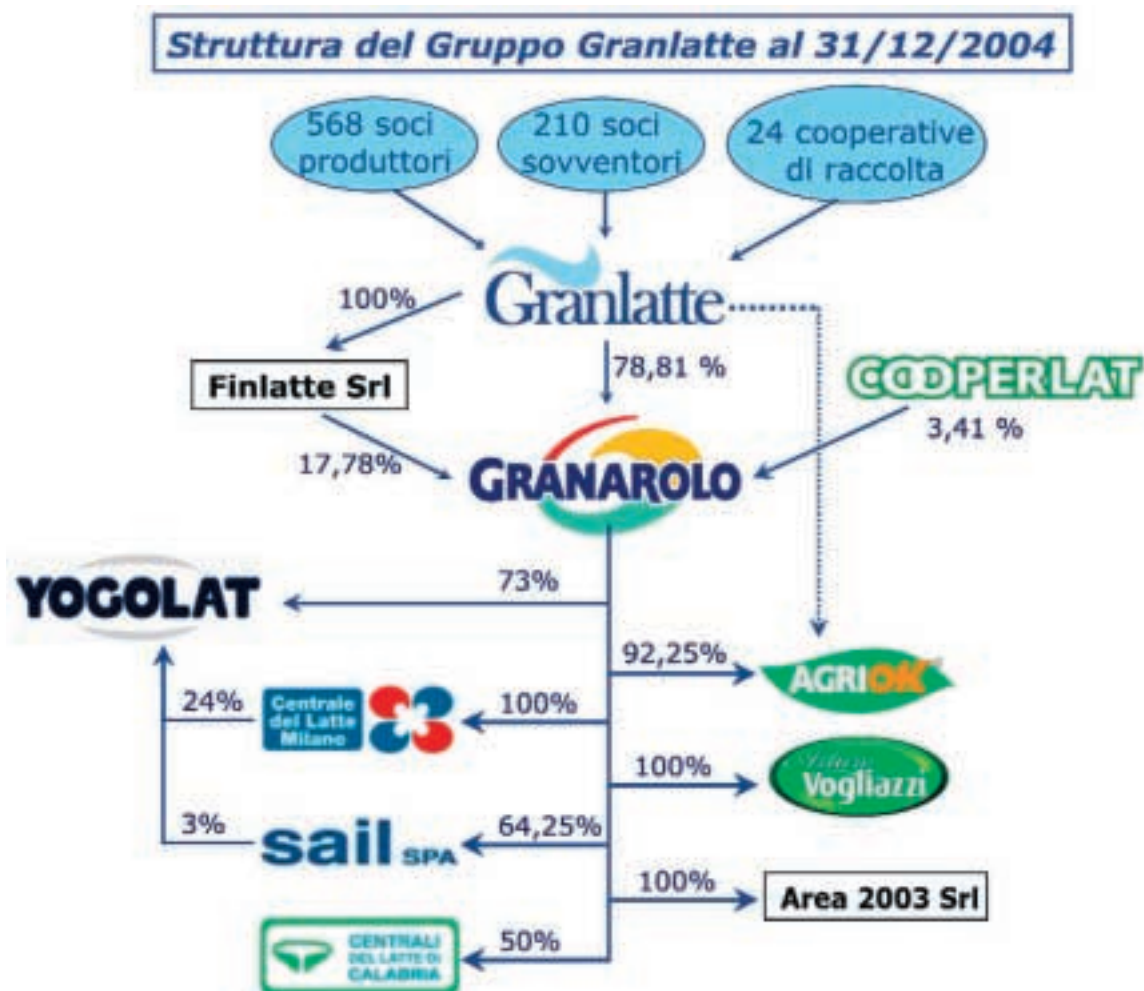 Struttura del Gruppo Granlatte al 31/12/2004
568 soci
produttori
210 soci
sovventori
24 cooperative
di raccolta
Granlatte
100%
Finlatte Srl
78,81 %
COOPERLAT
3,41 %
17,78%
GRANAROLO
YOGOLAT
73%
92,25%
AGRIOK
24%
Centrale
del Latte
Milano
100%
100%
Vogliazzi
3%
sail SPA
64,25%
100%
Area 2003 Srl
50%
CENTRALI
DEL LATTE DI
CALABRIA